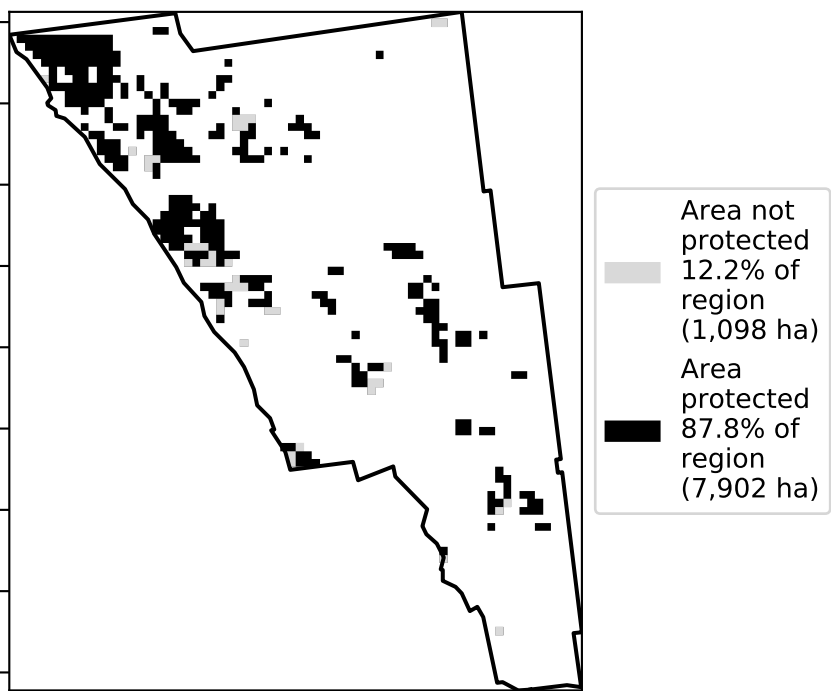 Area not
protected
12.2% of
region
(1,098 ha)
Area
protected
87.8% of
region
(7,902 ha)